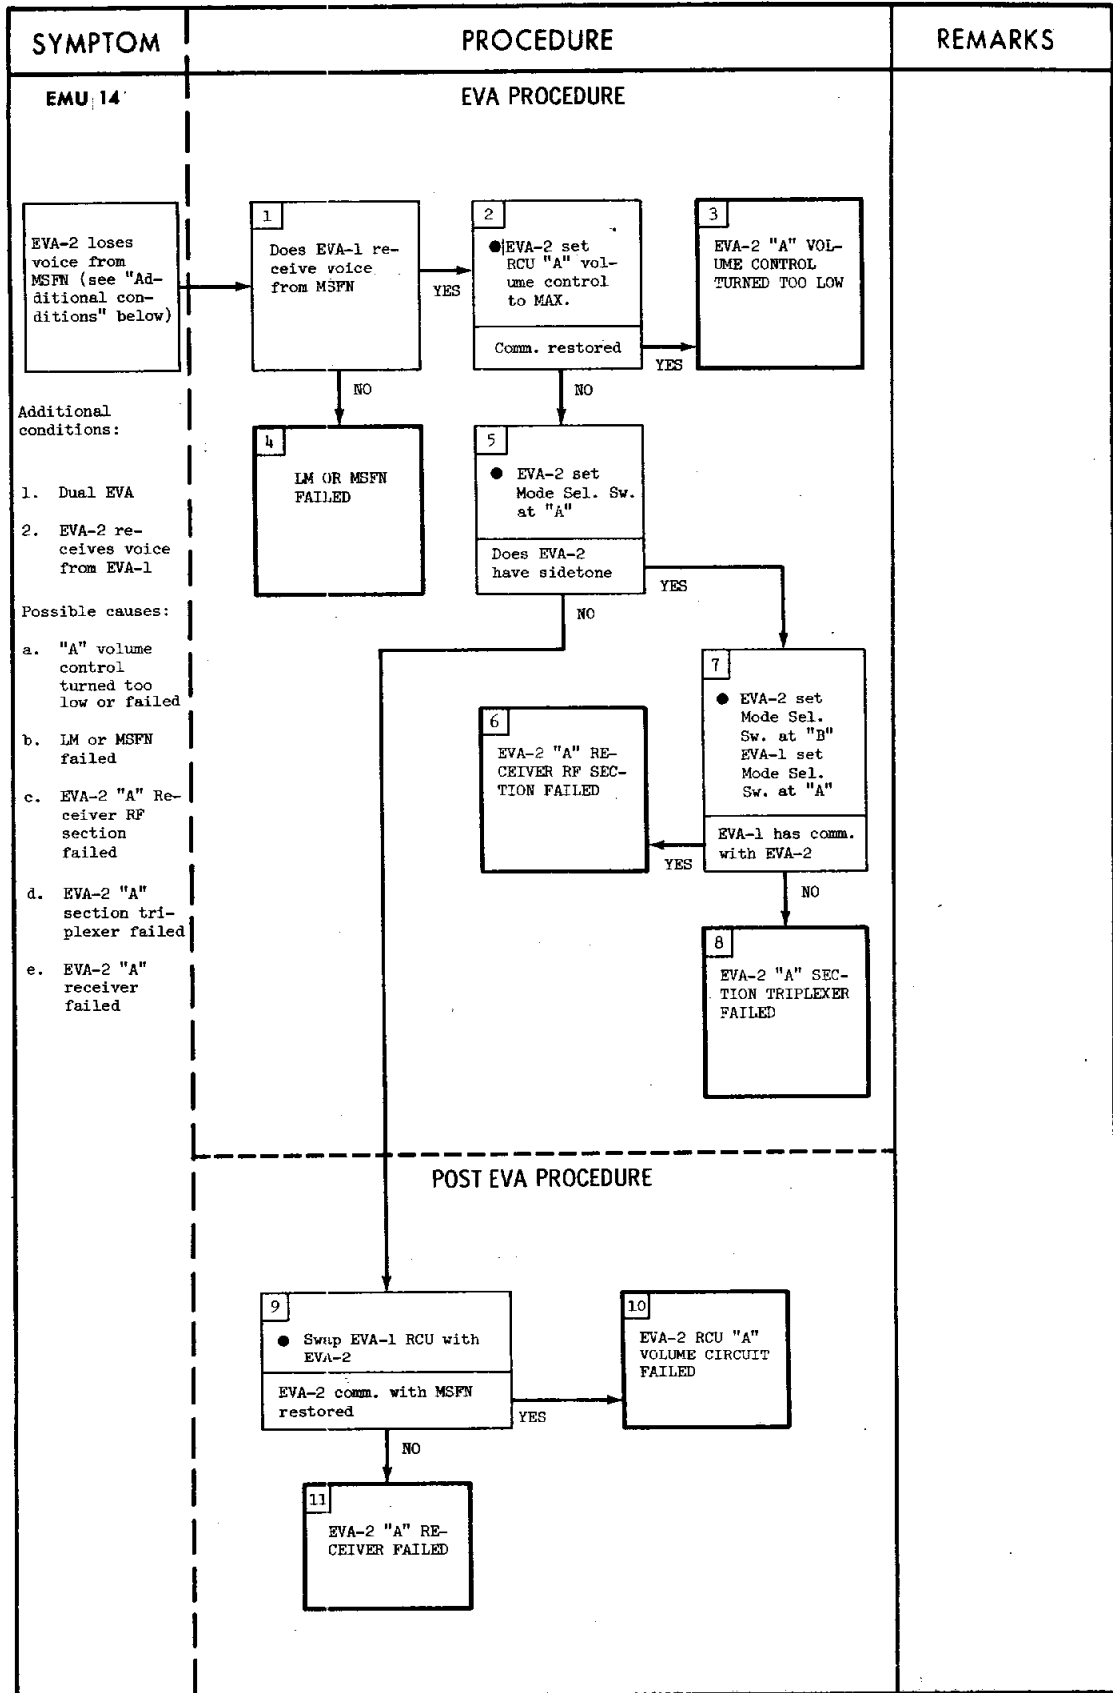 SYMPTOM
PROCEDURE
REMARKS
EMU 14
EVA PROCEDURE
EVA-2 loses
voice from
MSFN (see "Ad-
ditional con-
ditions" below)
1
Does EVA-1 re-
ceive voice
from MSFN
YES
NO
2
● EVA-2 set
RCU "A" vol-
ume control
to MAX.
Comm. restored
YES
NO
3
EVA-2 "A" VOL-
UME CONTROL
TURNED TOO LOW
Additional
conditions:
1. Dual EVA
2. EVA-2 re-
ceives voice
from EVA-1
Possible causes:
a. "A" volume
control
turned too
low or failed
b. LM or MSFN
failed
c. EVA-2 "A" Re-
ceiver RF
section
failed
d. EVA-2 "A"
section tri-
plexer failed
e. EVA-2 "A"
receiver
failed
4
LM OR MSFN
FAILED
5
● EVA-2 set
Mode Sel. Sw.
at "A"
Does EVA-2
have sidetone
YES
NO
6
EVA-2 "A" RE-
CEIVER RF SEC-
TION FAILED
7
● EVA-2 set
Mode Sel.
Sw. at "B"
EVA-1 set
Mode Sel.
Sw. at "A"
EVA-1 has comm.
with EVA-2
YES
NO
8
EVA-2 "A" SEC-
TION TRIPLEXER
FAILED
POST EVA PROCEDURE
9
● Swap EVA-1 RCU with
EVA-2
EVA-2 comm. with MSFN
restored
YES
NO
10
EVA-2 RCU "A"
VOLUME CIRCUIT
FAILED
11
EVA-2 "A" RE-
CEIVER FAILED